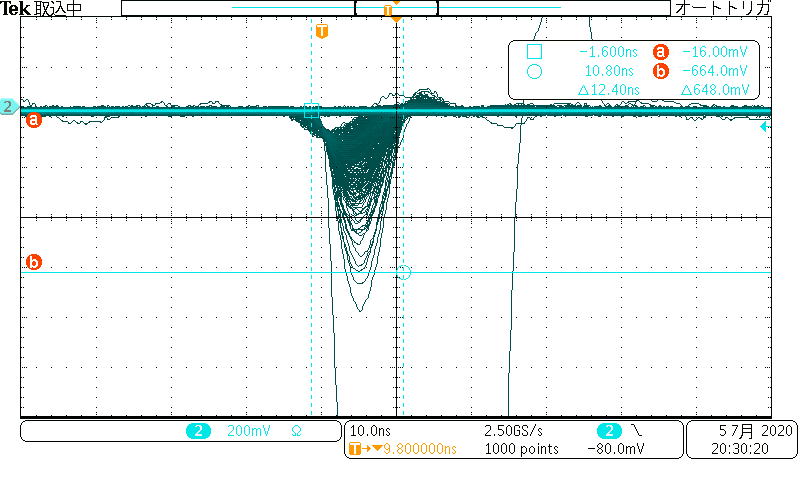 Tek 取込中 T オートトリガ
T
-1.600ns a -16.00mV
10.80ns b -664.0mV
Δ12.40ns Δ648.0mV
2
a
b
2 200mV Ω 10.0ns 2.50GS/s 2 5 7月 2020
T→▼9.800000ns 1000 points -80.0mV 20:30:20